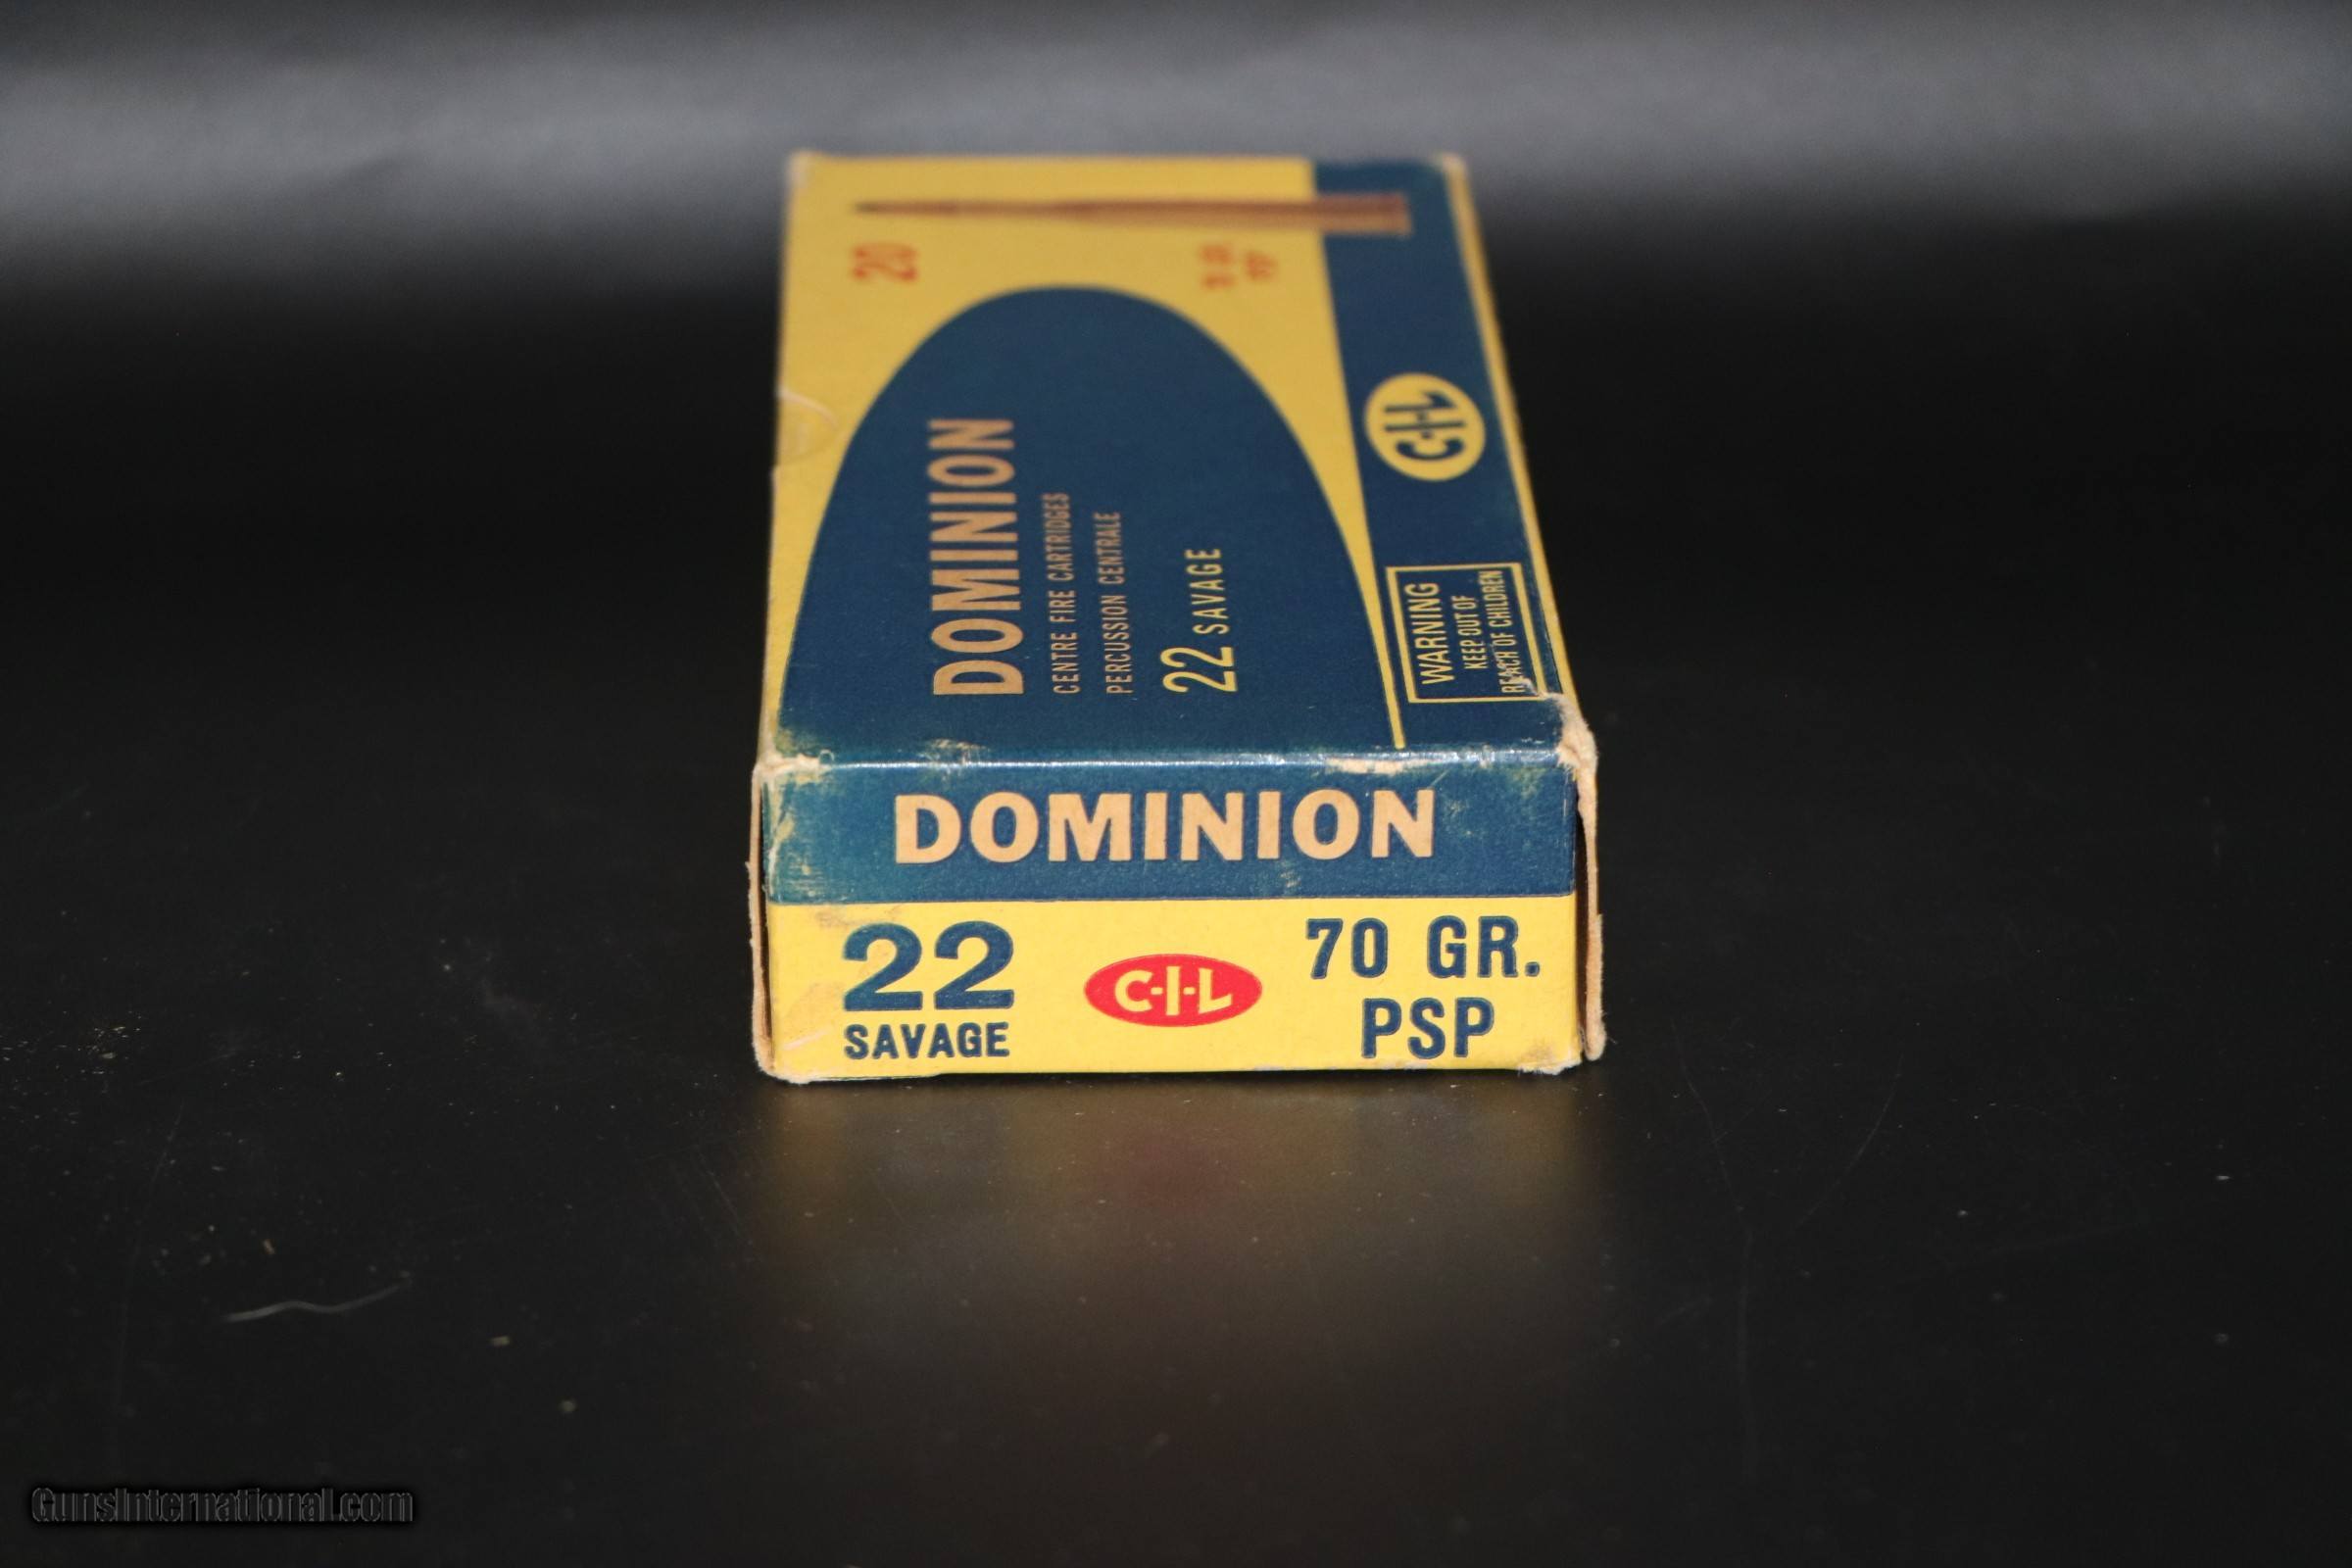 20
C-I-L
DOMINION
CENTRE FIRE CARTRIDGES
PERCUSSION CENTRALE
22 SAVAGE
WARNING
KEEP OUT OF
REACH OF CHILDREN
DOMINION
22
SAVAGE
C-I-L
70 GR.
PSP
GunsInternational.com